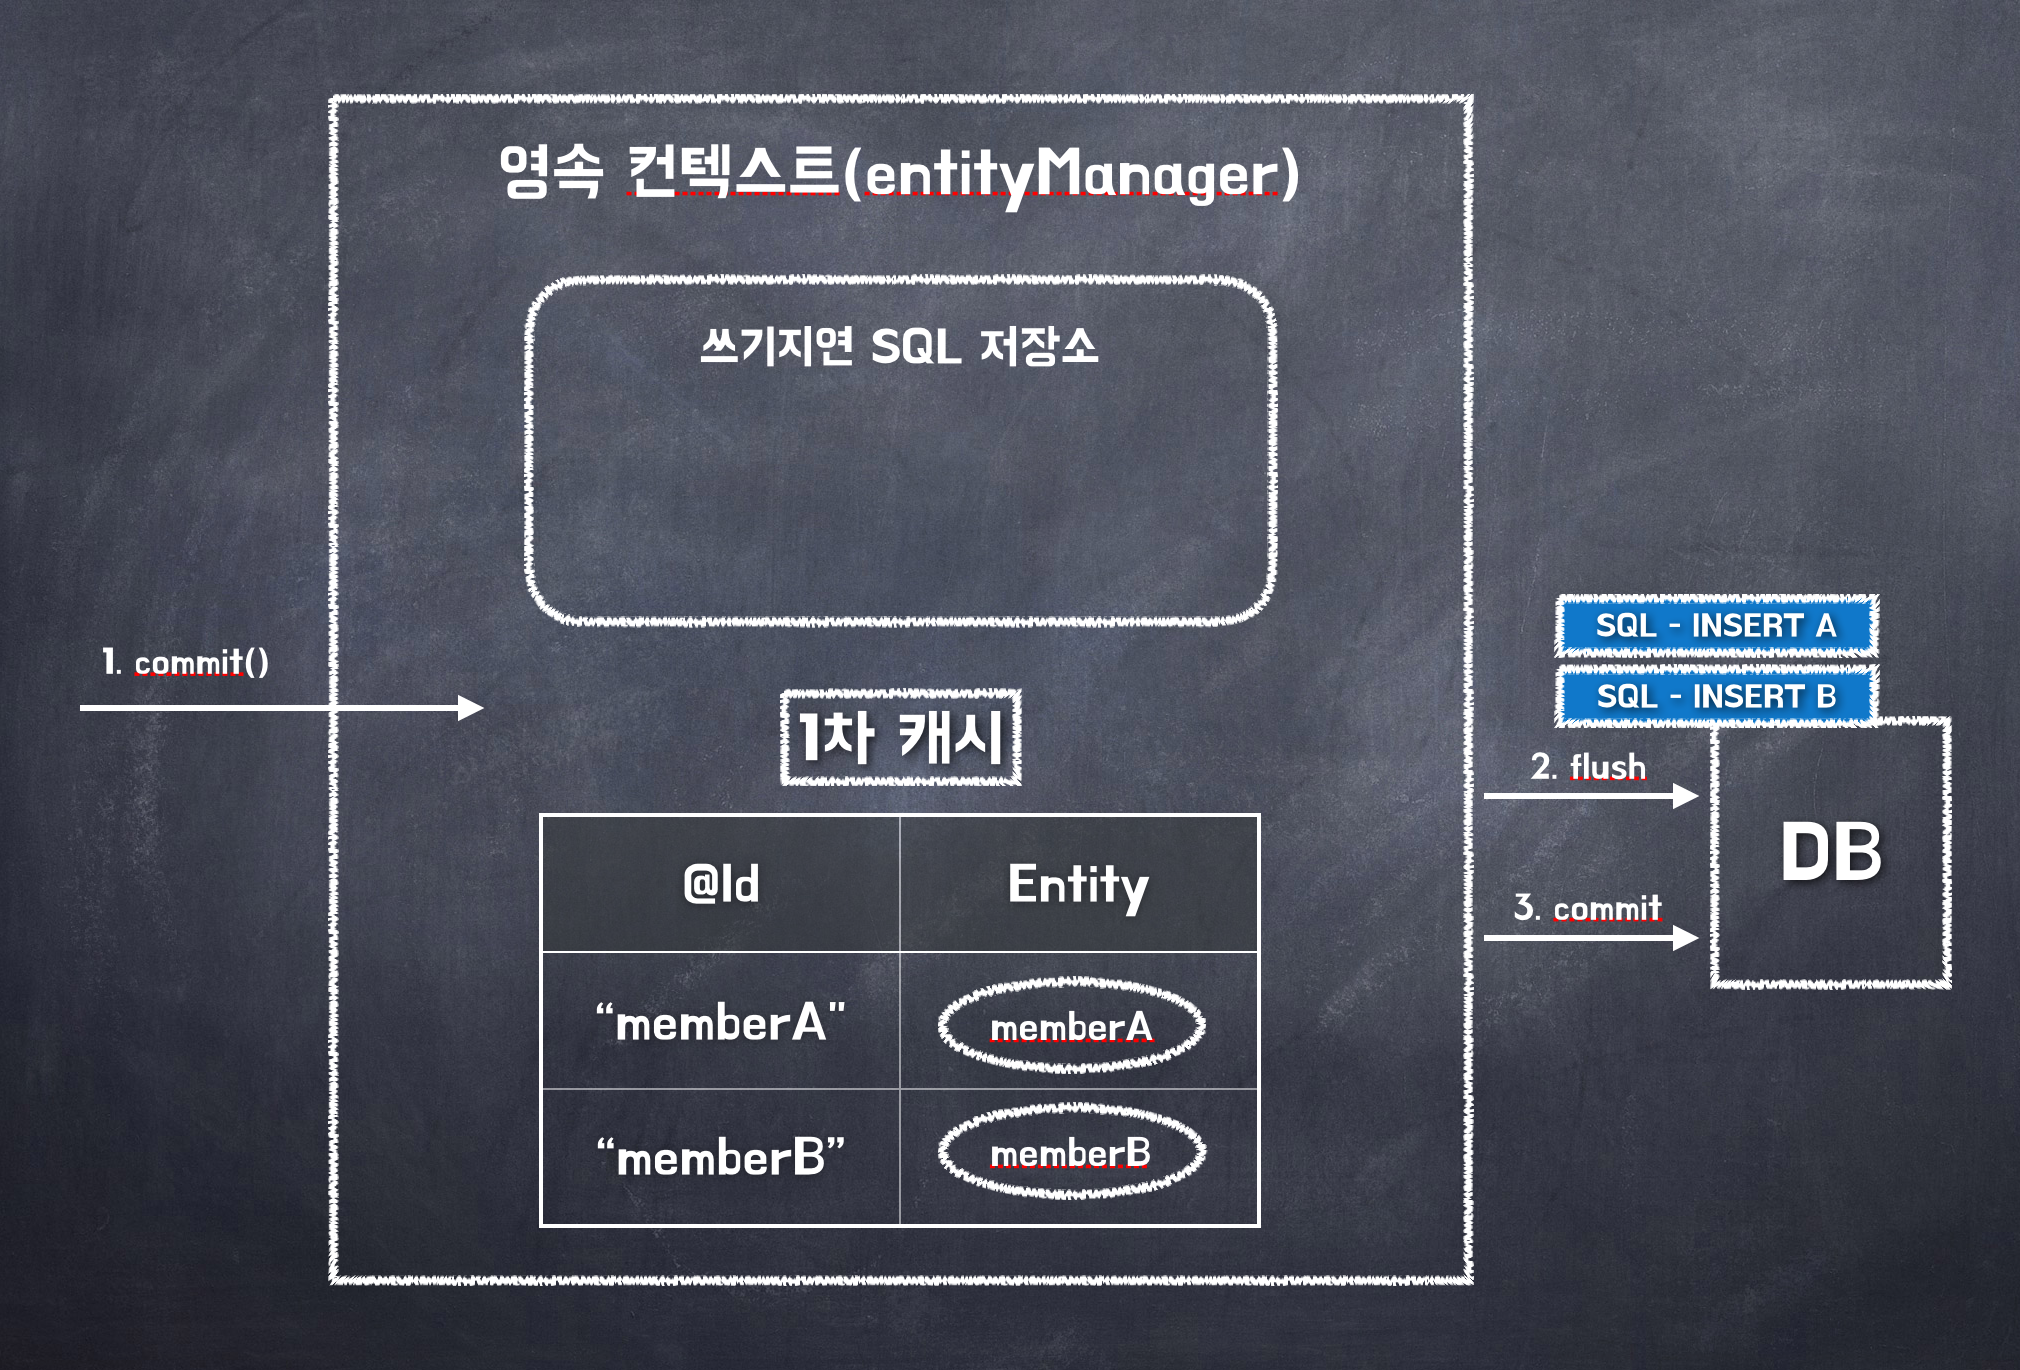 영속 컨텍스트(entityManager)
쓰기지연 SQL 저장소
1. commit()
1차 캐시
@Id
Entity
“memberA"
memberA
“memberB”
memberB
SQL - INSERT A
SQL - INSERT B
2. flush
3. commit
DB